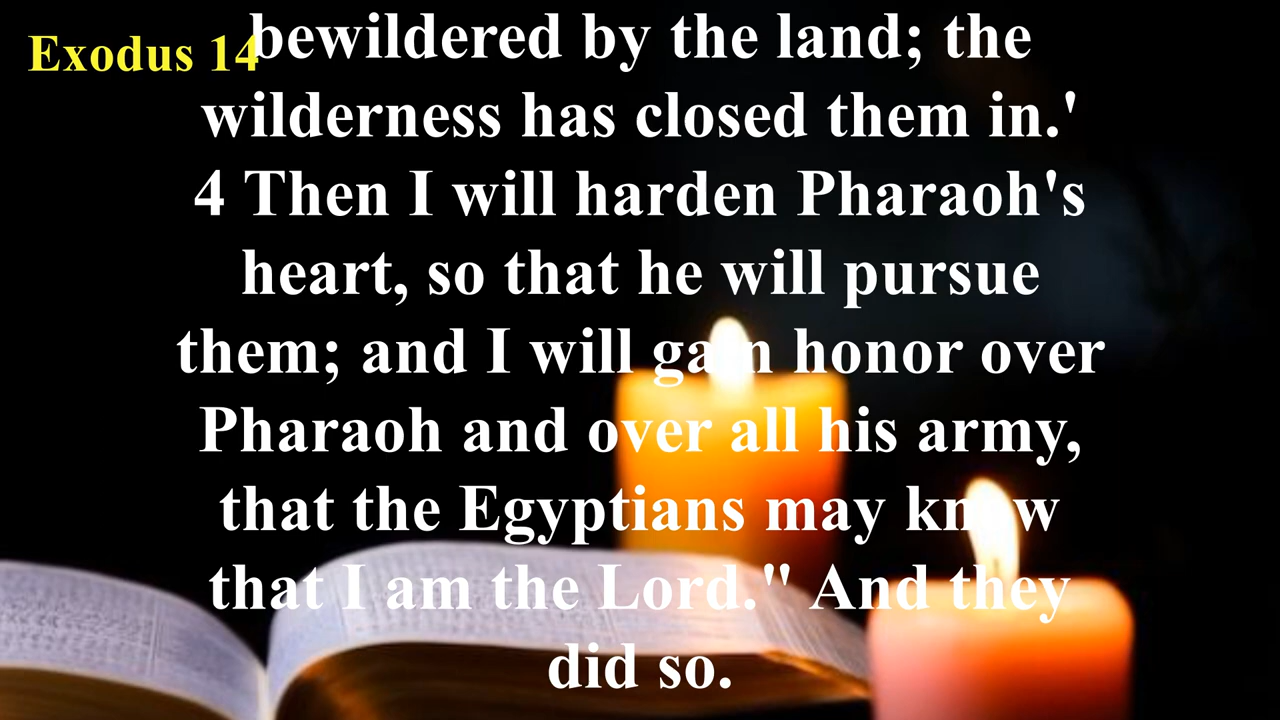 Exodus 14
bewildered by the land; the
wilderness has closed them in.'
4 Then I will harden Pharaoh's
heart, so that he will pursue
them; and I will gain honor over
Pharaoh and over all his army,
that the Egyptians may know
that I am the Lord." And they
did so.